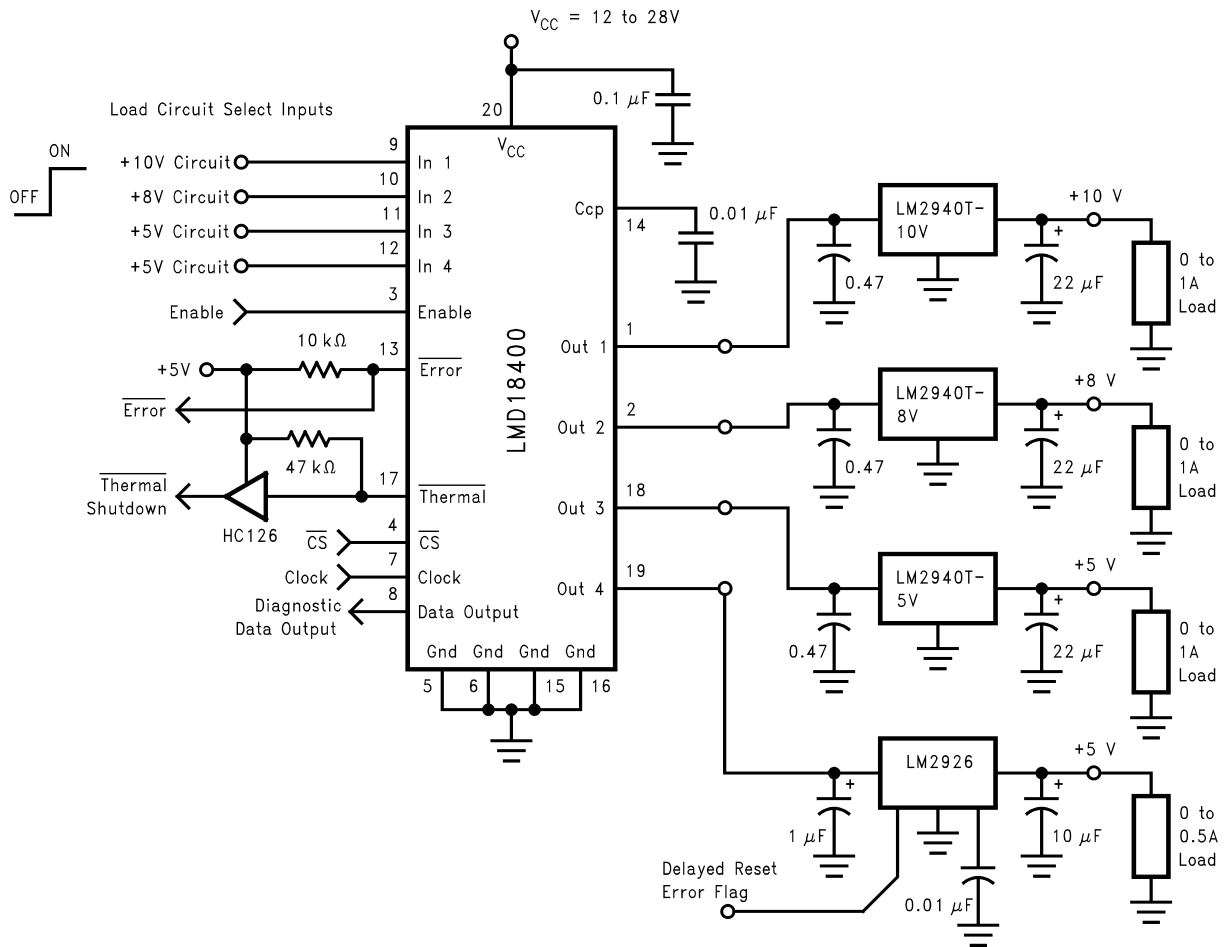 V_CC = 12 to 28V
0.1 μF
Load Circuit Select Inputs
20
V_CC
ON
OFF
+10V Circuit
9
In 1
+8V Circuit
10
In 2
+5V Circuit
11
In 3
+5V Circuit
12
In 4
Enable
3
Enable
10 kΩ
+5V
13
Error
Error
47 kΩ
17
Thermal
Thermal
Shutdown
HC126
CS
4
CS
Clock
7
Clock
Diagnostic
Data Output
8
Data Output
LMD18400
Gnd
Gnd
Gnd
Gnd
5
6
15
16
Ccp
14
0.01 μF
Out 1
1
Out 2
2
Out 3
18
Out 4
19
0.47
LM2940T-
10V
22 μF
+
+10 V
0 to
1A
Load
0.47
LM2940T-
8V
22 μF
+
+8 V
0 to
1A
Load
0.47
LM2940T-
5V
22 μF
+
+5 V
0 to
1A
Load
1 μF
+
LM2926
10 μF
+
+5 V
0 to
0.5A
Load
Delayed Reset
Error Flag
0.01 μF